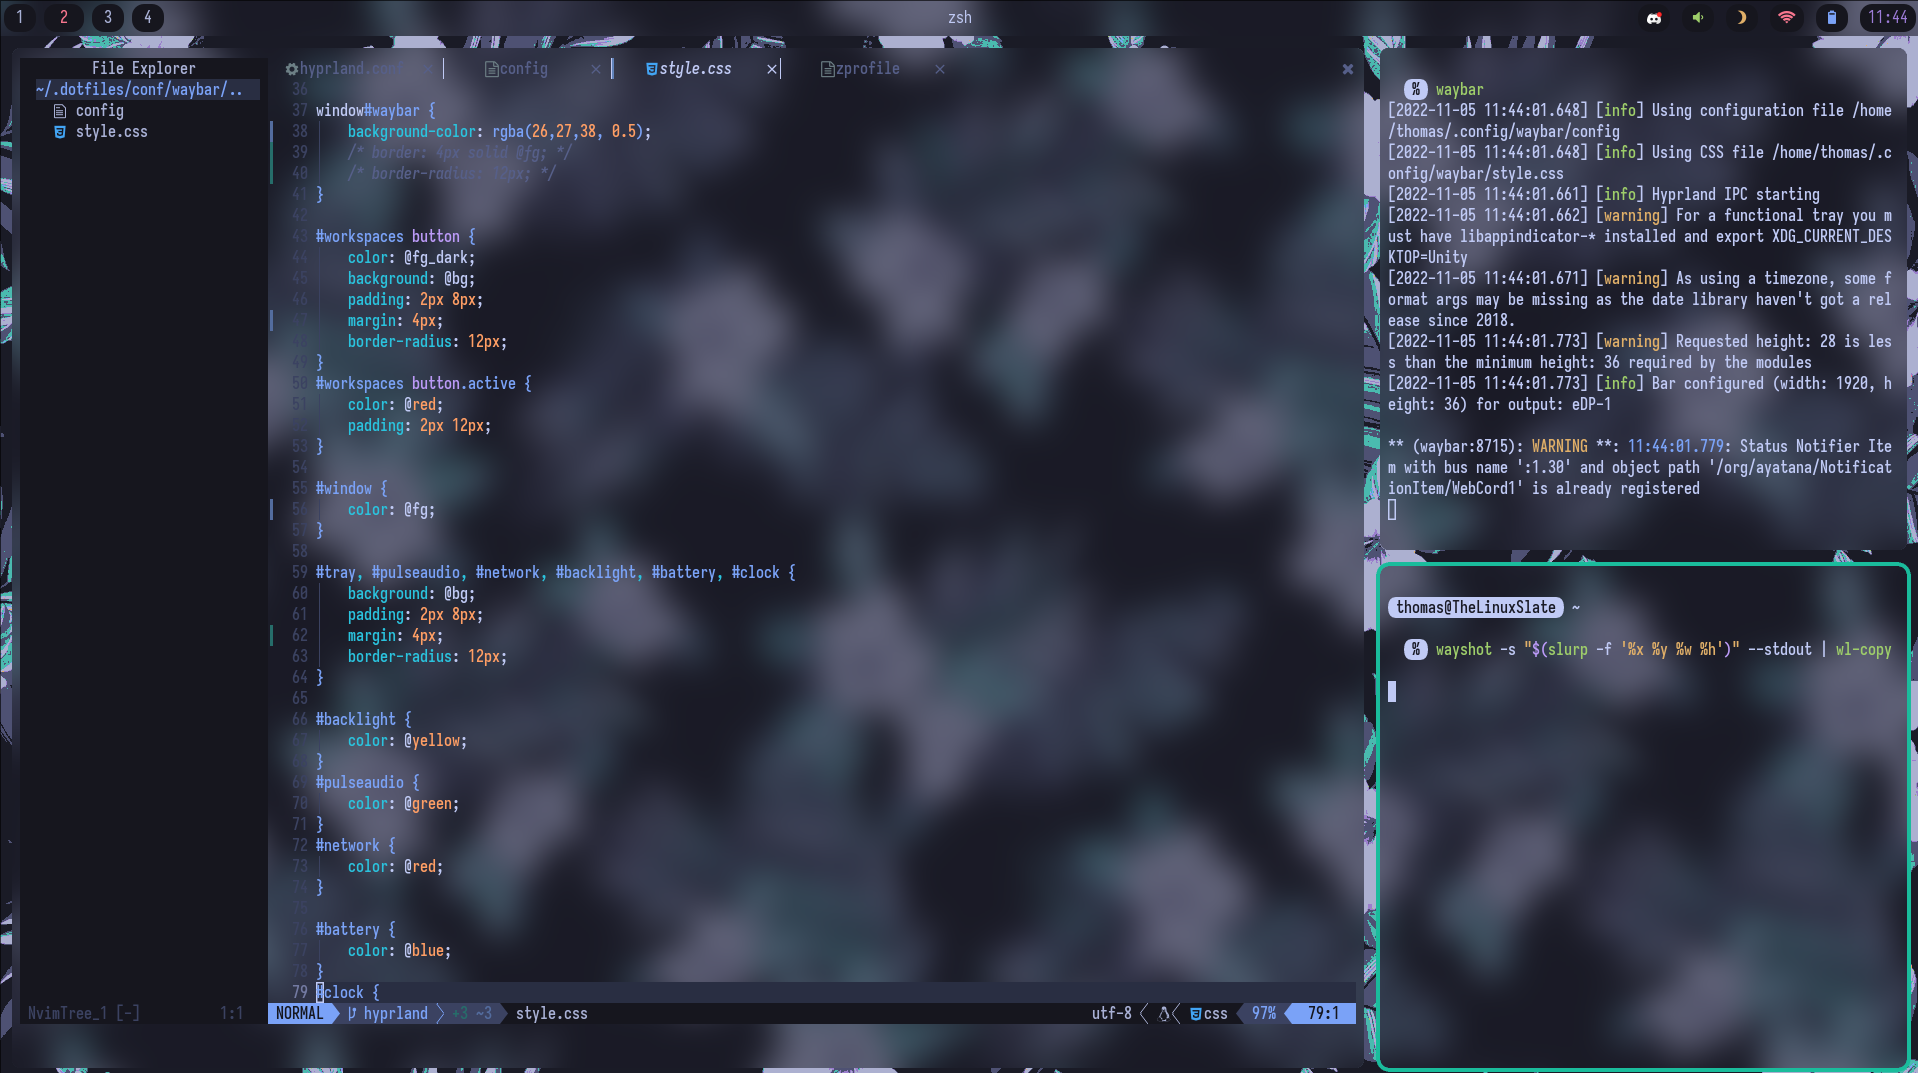 1 2 3 4 zsh 11:44
File Explorer
~/.dotfiles/conf/waybar/..
config
style.css
NvimTree_1 [-] 1:1
hyprland.conf config style.css zprofile
36
37 window#waybar {
38 background-color: rgba(26,27,38, 0.5);
39 /* border: 4px solid @fg; */
40 /* border-radius: 12px; */
41 }
42
43 #workspaces button {
44 color: @fg_dark;
45 background: @bg;
46 padding: 2px 8px;
47 margin: 4px;
48 border-radius: 12px;
49 }
50 #workspaces button.active {
51 color: @red;
52 padding: 2px 12px;
53 }
54
55 #window {
56 color: @fg;
57 }
58
59 #tray, #pulseaudio, #network, #backlight, #battery, #clock {
60 background: @bg;
61 padding: 2px 8px;
62 margin: 4px;
63 border-radius: 12px;
64 }
65
66 #backlight {
67 color: @yellow;
68 }
69 #pulseaudio {
70 color: @green;
71 }
72 #network {
73 color: @red;
74 }
75
76 #battery {
77 color: @blue;
78 }
79 #clock {
NORMAL hyprland +3 ~3 style.css utf-8 css 97% 79:1
% waybar
[2022-11-05 11:44:01.648] [info] Using configuration file /home
/thomas/.config/waybar/config
[2022-11-05 11:44:01.648] [info] Using CSS file /home/thomas/.c
onfig/waybar/style.css
[2022-11-05 11:44:01.661] [info] Hyprland IPC starting
[2022-11-05 11:44:01.662] [warning] For a functional tray you m
ust have libappindicator-* installed and export XDG_CURRENT_DES
KTOP=Unity
[2022-11-05 11:44:01.671] [warning] As using a timezone, some f
ormat args may be missing as the date library haven't got a rel
ease since 2018.
[2022-11-05 11:44:01.773] [warning] Requested height: 28 is les
s than the minimum height: 36 required by the modules
[2022-11-05 11:44:01.773] [info] Bar configured (width: 1920, h
eight: 36) for output: eDP-1
** (waybar:8715): WARNING **: 11:44:01.779: Status Notifier Ite
m with bus name ':1.30' and object path '/org/ayatana/Notificat
ionItem/WebCord1' is already registered
thomas@TheLinuxSlate ~
% wayshot -s "$(slurp -f '%x %y %w %h')" --stdout | wl-copy